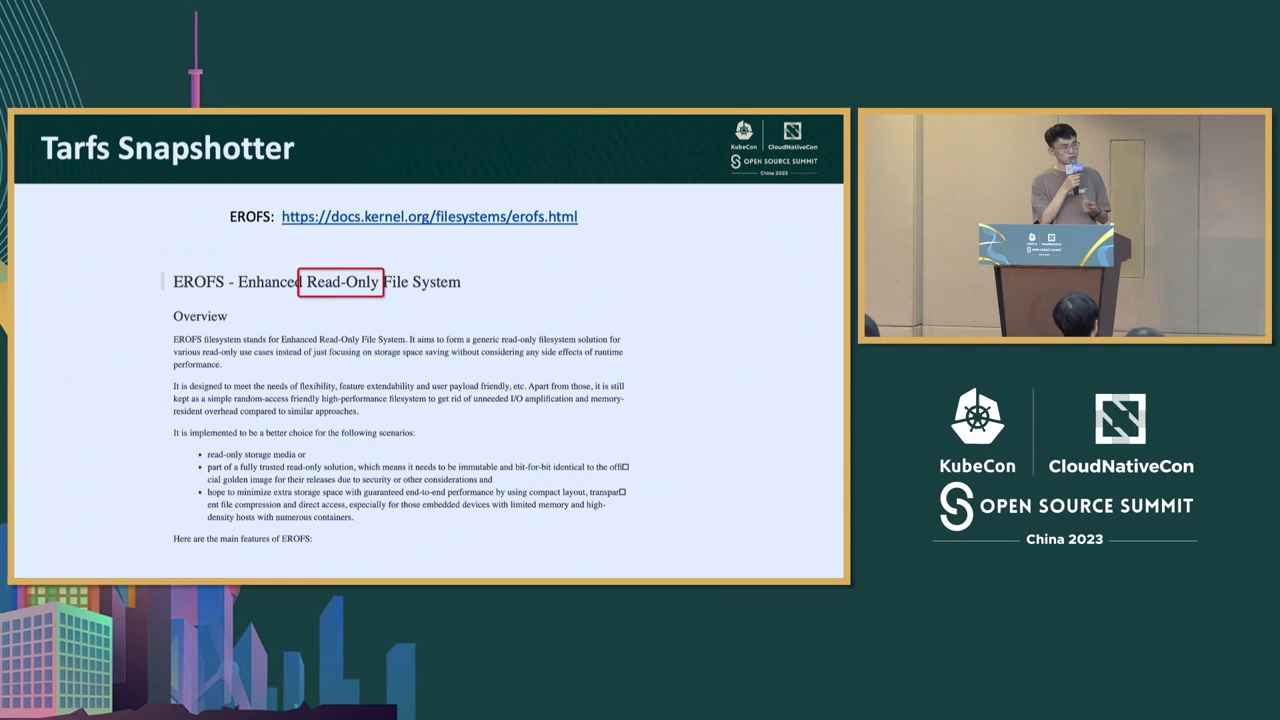 Tarfs Snapshotter
KubeCon
CloudNativeCon
OPEN SOURCE SUMMIT
China 2023
EROFS: https://docs.kernel.org/filesystems/erofs.html
EROFS - Enhanced Read-Only File System
Overview
EROFS filesystem stands for Enhanced Read-Only File System. It aims to form a generic read-only filesystem solution for
various read-only use cases instead of just focusing on storage space saving without considering any side effects of runtime
performance.
It is designed to meet the needs of flexibility, feature extendability and user payload friendly, etc. Apart from those, it is still
kept as a simple random-access friendly high-performance filesystem to get rid of unneeded I/O amplification and memory-
resident overhead compared to similar approaches.
It is implemented to be a better choice for the following scenarios:
• read-only storage media or
• part of a fully trusted read-only solution, which means it needs to be immutable and bit-for-bit identical to the offi□
cial golden image for their releases due to security or other considerations and
• hope to minimize extra storage space with guaranteed end-to-end performance by using compact layout, transpar□
ent file compression and direct access, especially for those embedded devices with limited memory and high-
density hosts with numerous containers.
Here are the main features of EROFS:
KubeCon
CloudNativeCon
OPEN SOURCE SUMMIT
China 2023